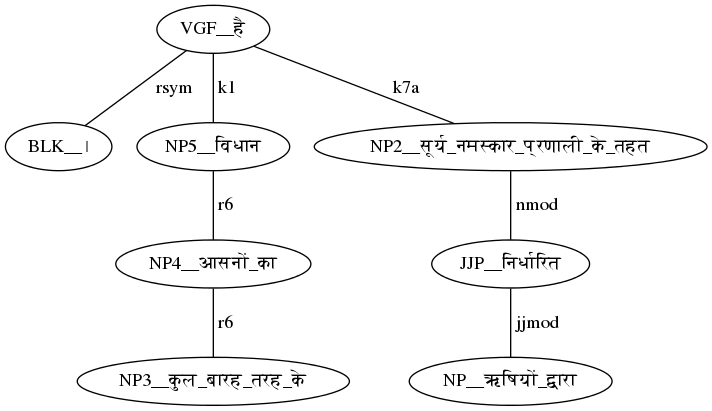 VGF__है
rsym k1 k7a
BLK__। NP5__विधान NP2__सूर्य_नमस्कार_प्रणाली_के_तहत
r6 nmod
NP4__आसनों_का JJP__निर्धारित
r6 jjmod
NP3__कुल_बारह_तरह_के NP__ऋषियों_द्वारा